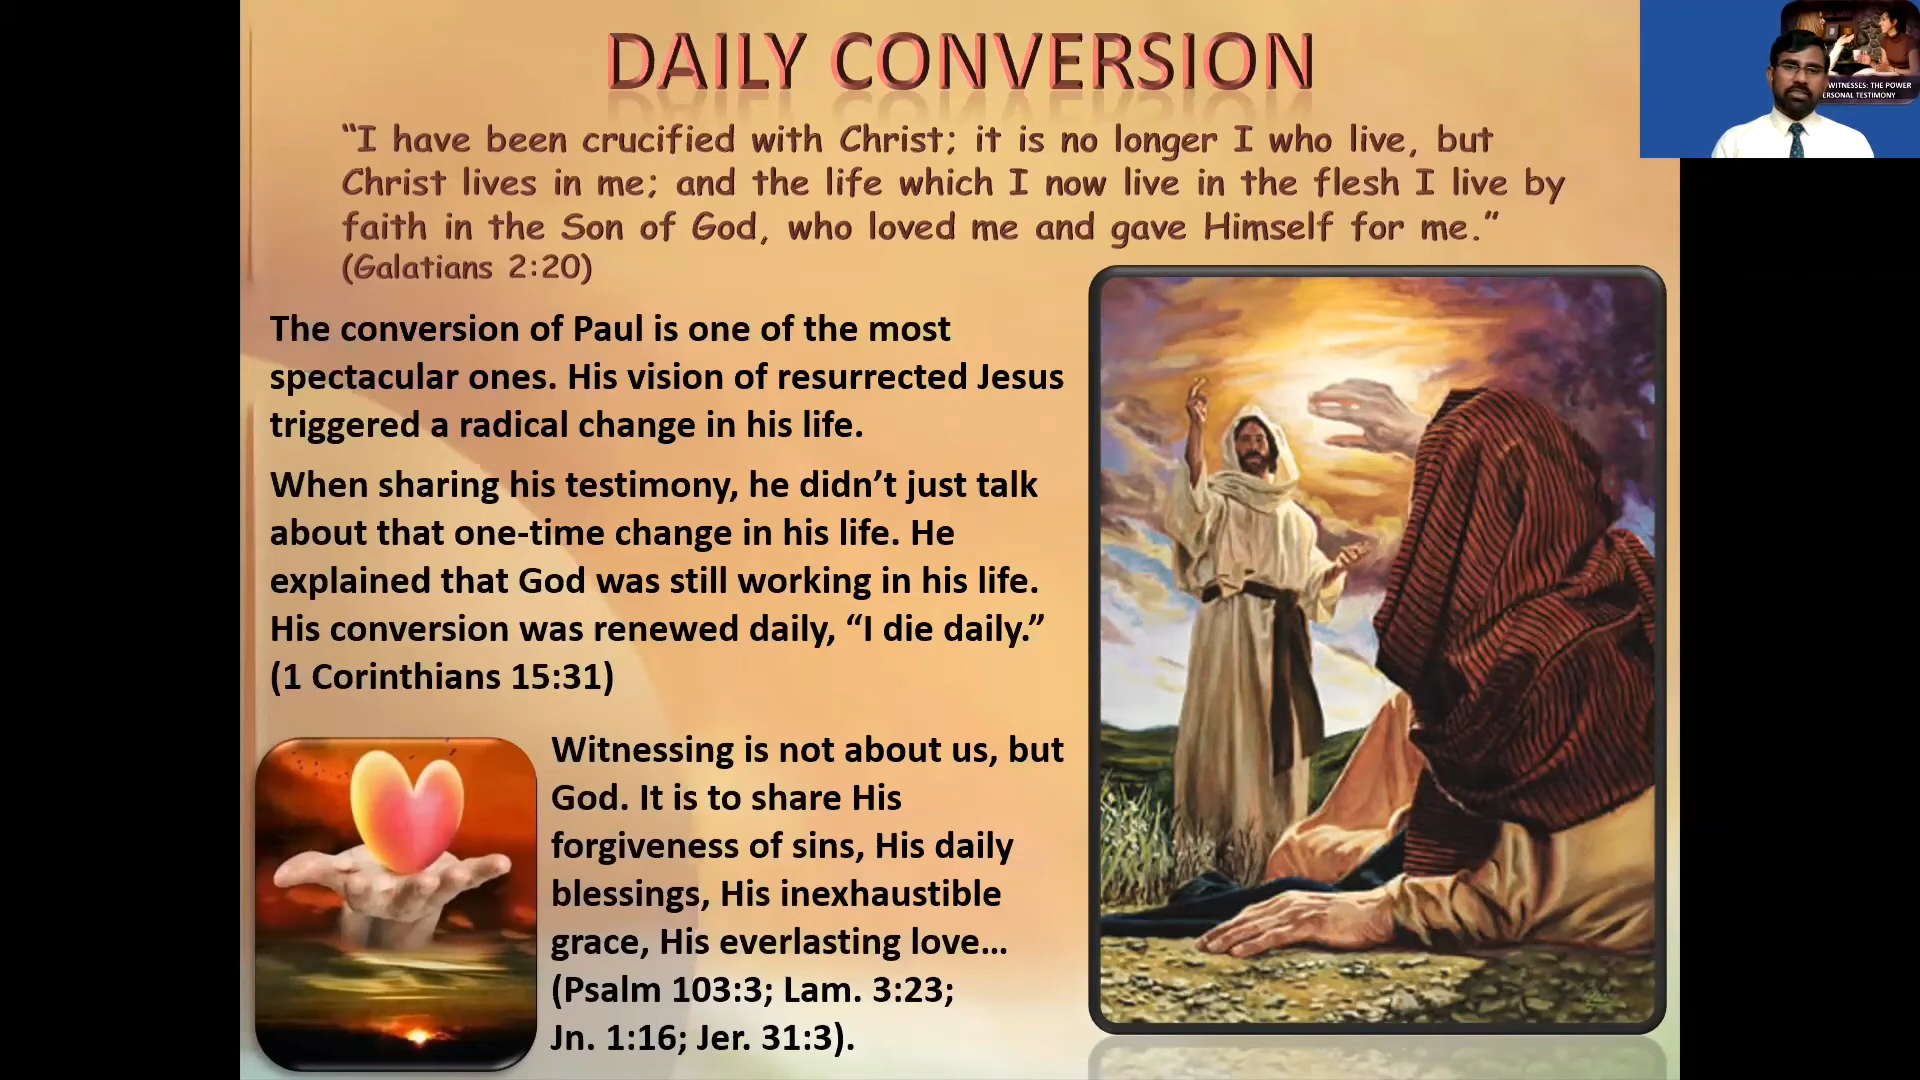 DAILY CONVERSION
“I have been crucified with Christ; it is no longer I who live, but
Christ lives in me; and the life which I now live in the flesh I live by
faith in the Son of God, who loved me and gave Himself for me.”
(Galatians 2:20)
The conversion of Paul is one of the most
spectacular ones. His vision of resurrected Jesus
triggered a radical change in his life.
When sharing his testimony, he didn’t just talk
about that one-time change in his life. He
explained that God was still working in his life.
His conversion was renewed daily, “I die daily.”
(1 Corinthians 15:31)
Witnessing is not about us, but
God. It is to share His
forgiveness of sins, His daily
blessings, His inexhaustible
grace, His everlasting love…
(Psalm 103:3; Lam. 3:23;
Jn. 1:16; Jer. 31:3).
WITNESSES: THE POWER
ERSONAL TESTIMONY